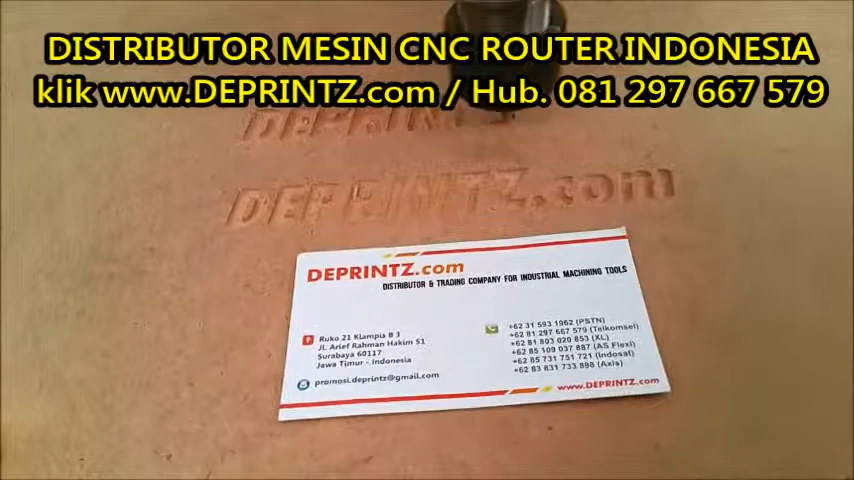 DISTRIBUTOR MESIN CNC ROUTER INDONESIA
klik www.DEPRINTZ.com / Hub. 081 297 667 579
DEPRINTZ
DEPRINTZ.com
DEPRINTZ.com
DISTRIBUTOR & TRADING COMPANY FOR INDUSTRIAL MACHINING TOOLS
Ruko 21 Klampis B 3
Jl. Arief Rahman Hakim 51
Surabaya 60117
Jawa Timur - Indonesia
promosi.deprintz@gmail.com
+62 31 593 1962 (PSTN)
+62 81 297 667 579 (Telkomsel)
+62 81 803 020 853 (XL)
+62 85 109 037 887 (AS Flexi)
+62 85 731 751 721 (Indosat)
+62 83 831 733 888 (Axis)
www.DEPRINTZ.com